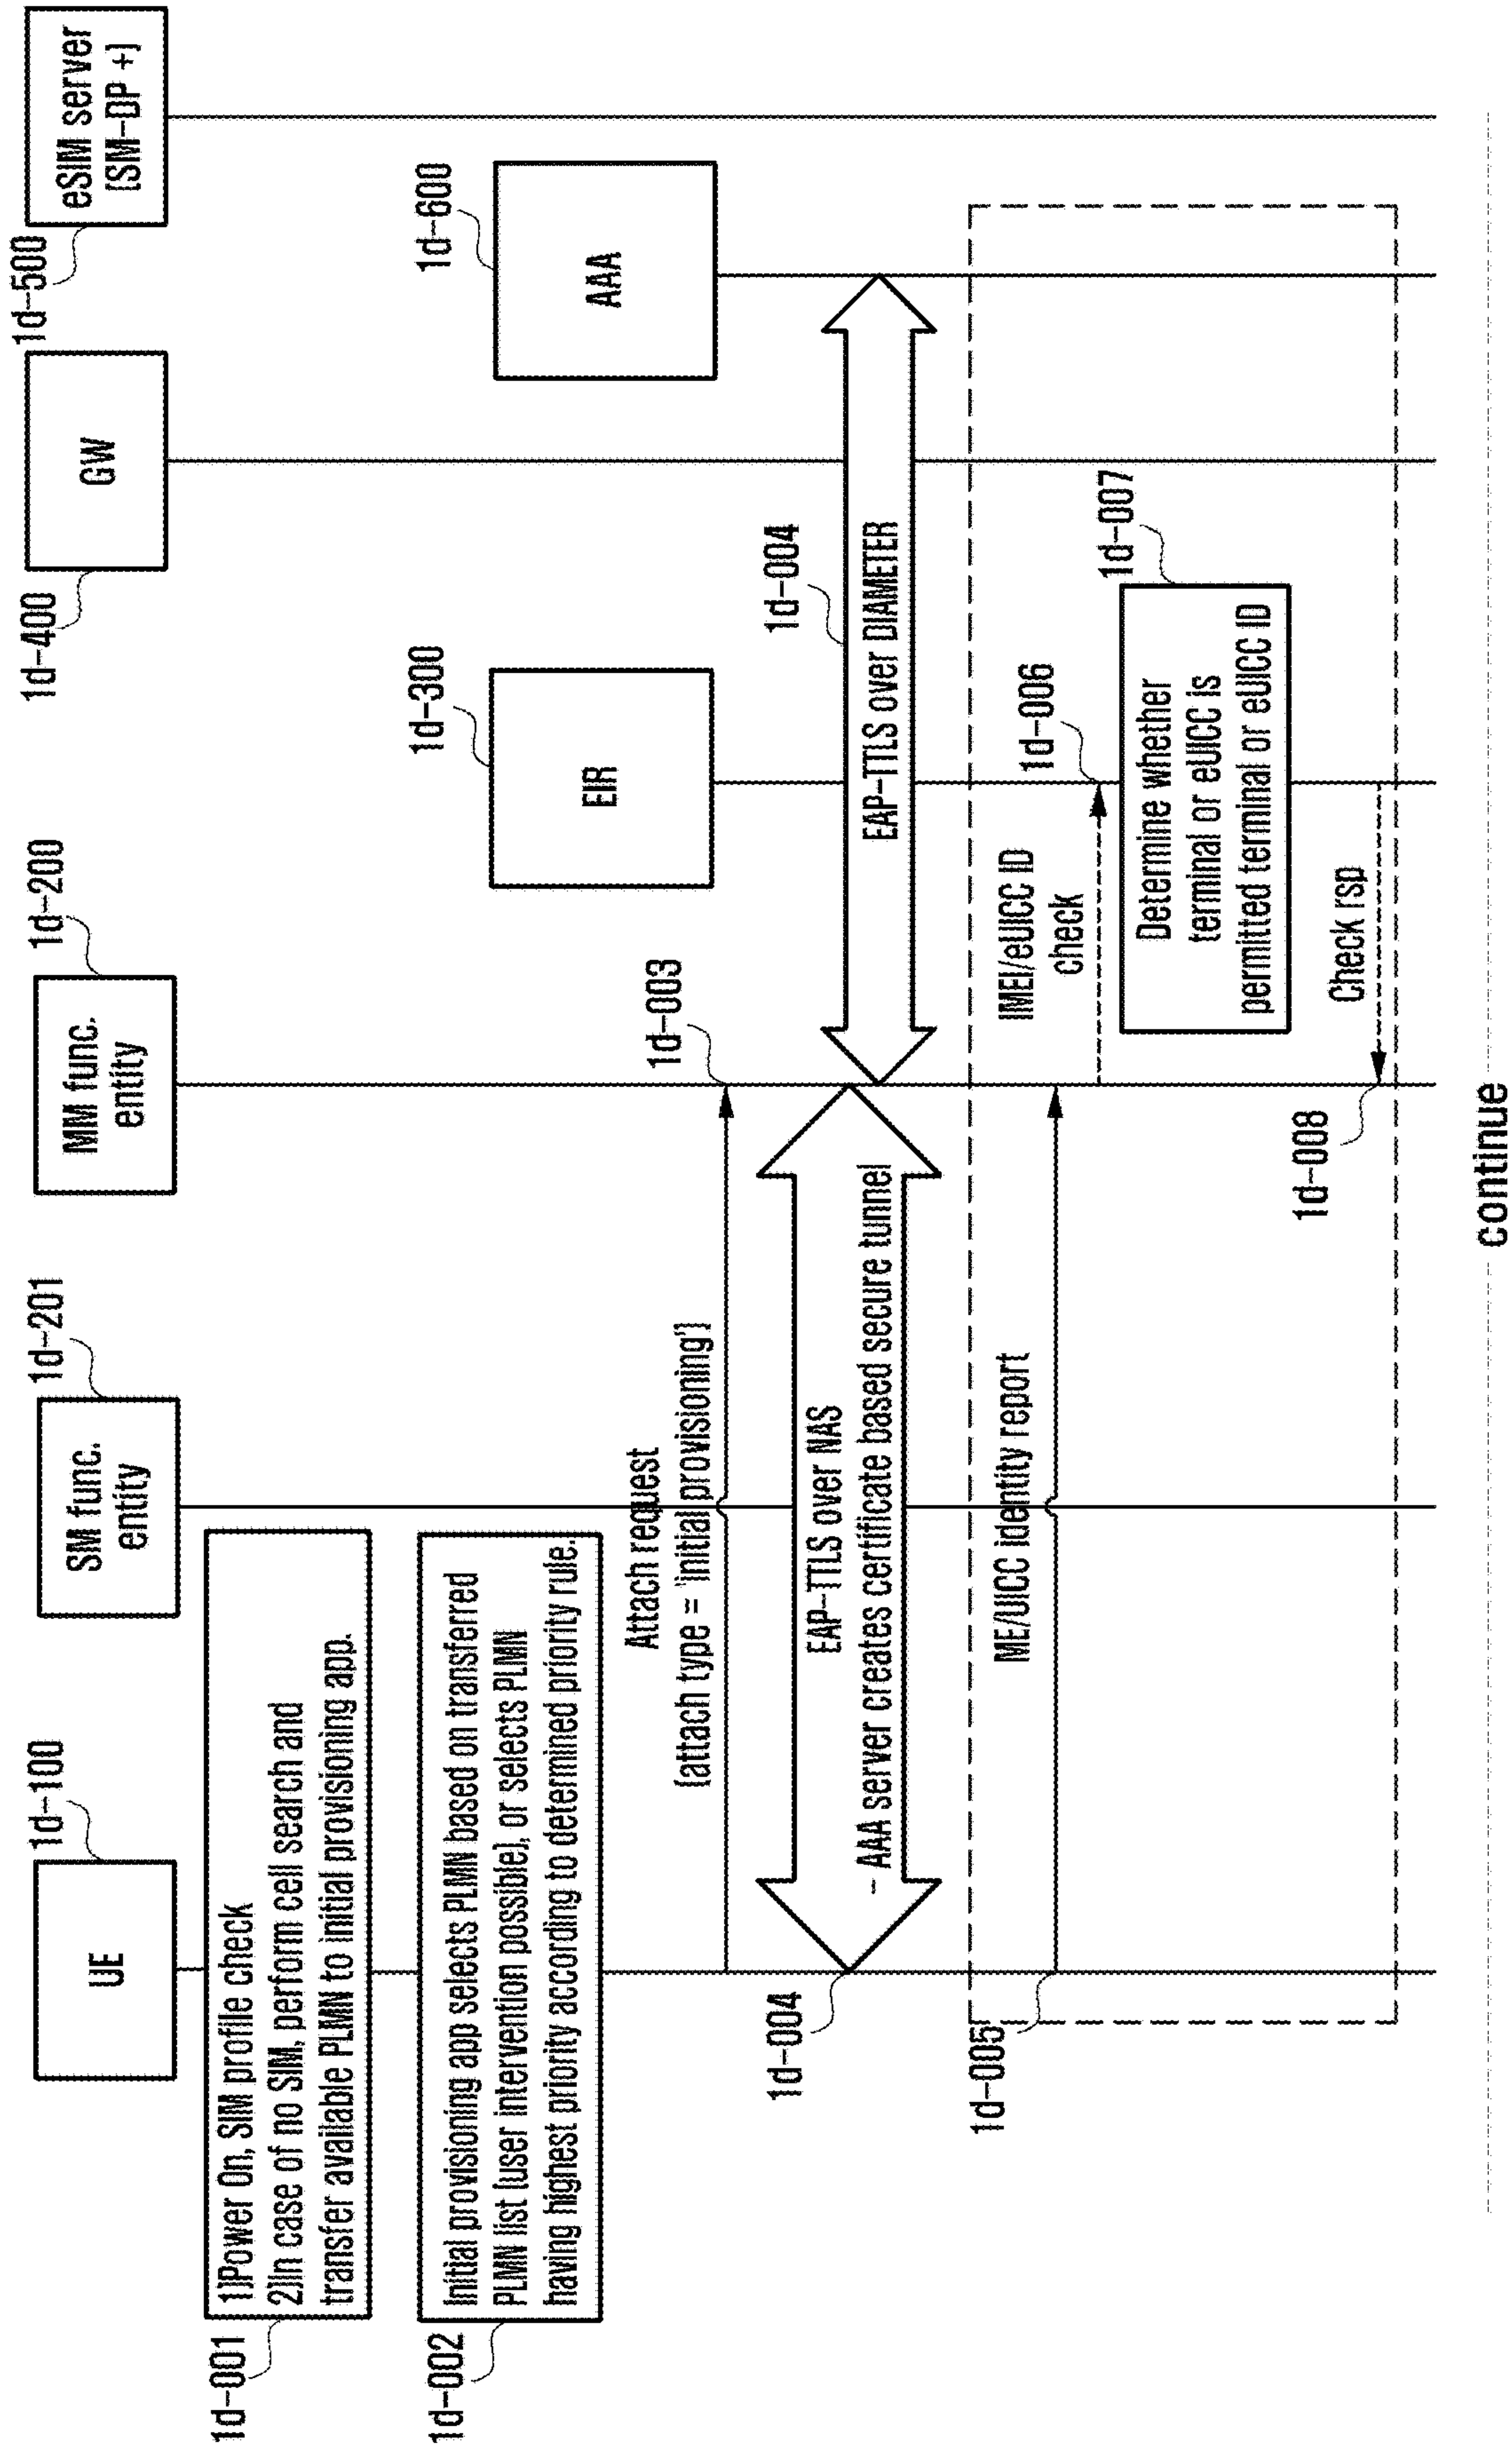 UE
1d-100
SM func.
entity
1d-201
MM func.
entity
1d-200
GW
1d-400
eSIM server
(SM-DP +)
1d-500
1)Power On, SIM profile check
2)In case of no SIM, perform cell search and
transfer available PLMN to initial provisioning app.
1d-001
Initial provisioning app selects PLMN based on transferred
PLMN list (user intervention possible), or selects PLMN
having highest priority according to determined priority rule.
1d-002
EIR
1d-300
AAA
1d-600
Attach request
(attach type = 'initial provisioning')
1d-003
EAP-TTLS over NAS
- AAA server creates certificate based secure tunnel
1d-004
EAP-TTLS over DIAMETER
1d-004
ME/UICC identity report
1d-005
IMEI/eUICC ID
check
1d-006
Determine whether
terminal or eUICC is
permitted terminal or eUICC ID
1d-007
Check rsp
1d-008
continue